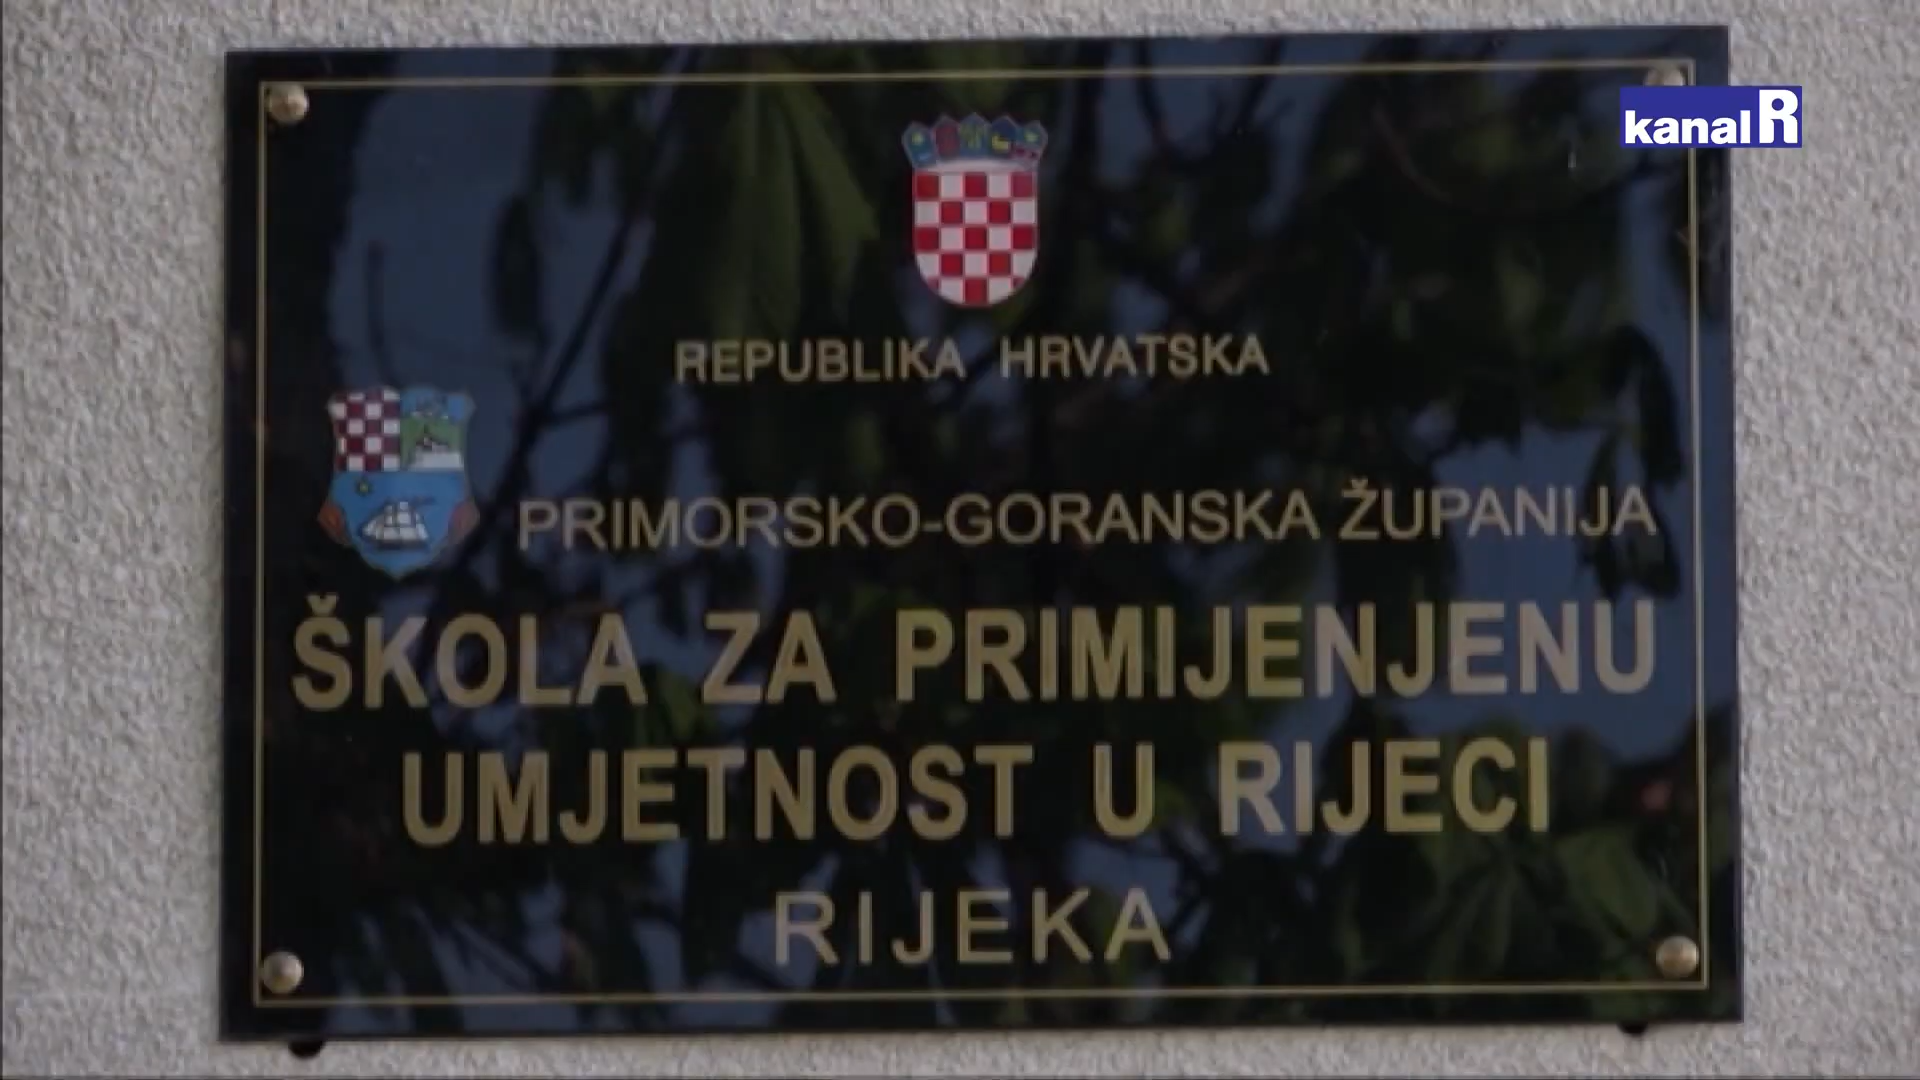 kanal R
REPUBLIKA HRVATSKA
PRIMORSKO-GORANSKA ŽUPANIJA
ŠKOLA ZA PRIMIJENJENU
UMJETNOST U RIJECI
RIJEKA